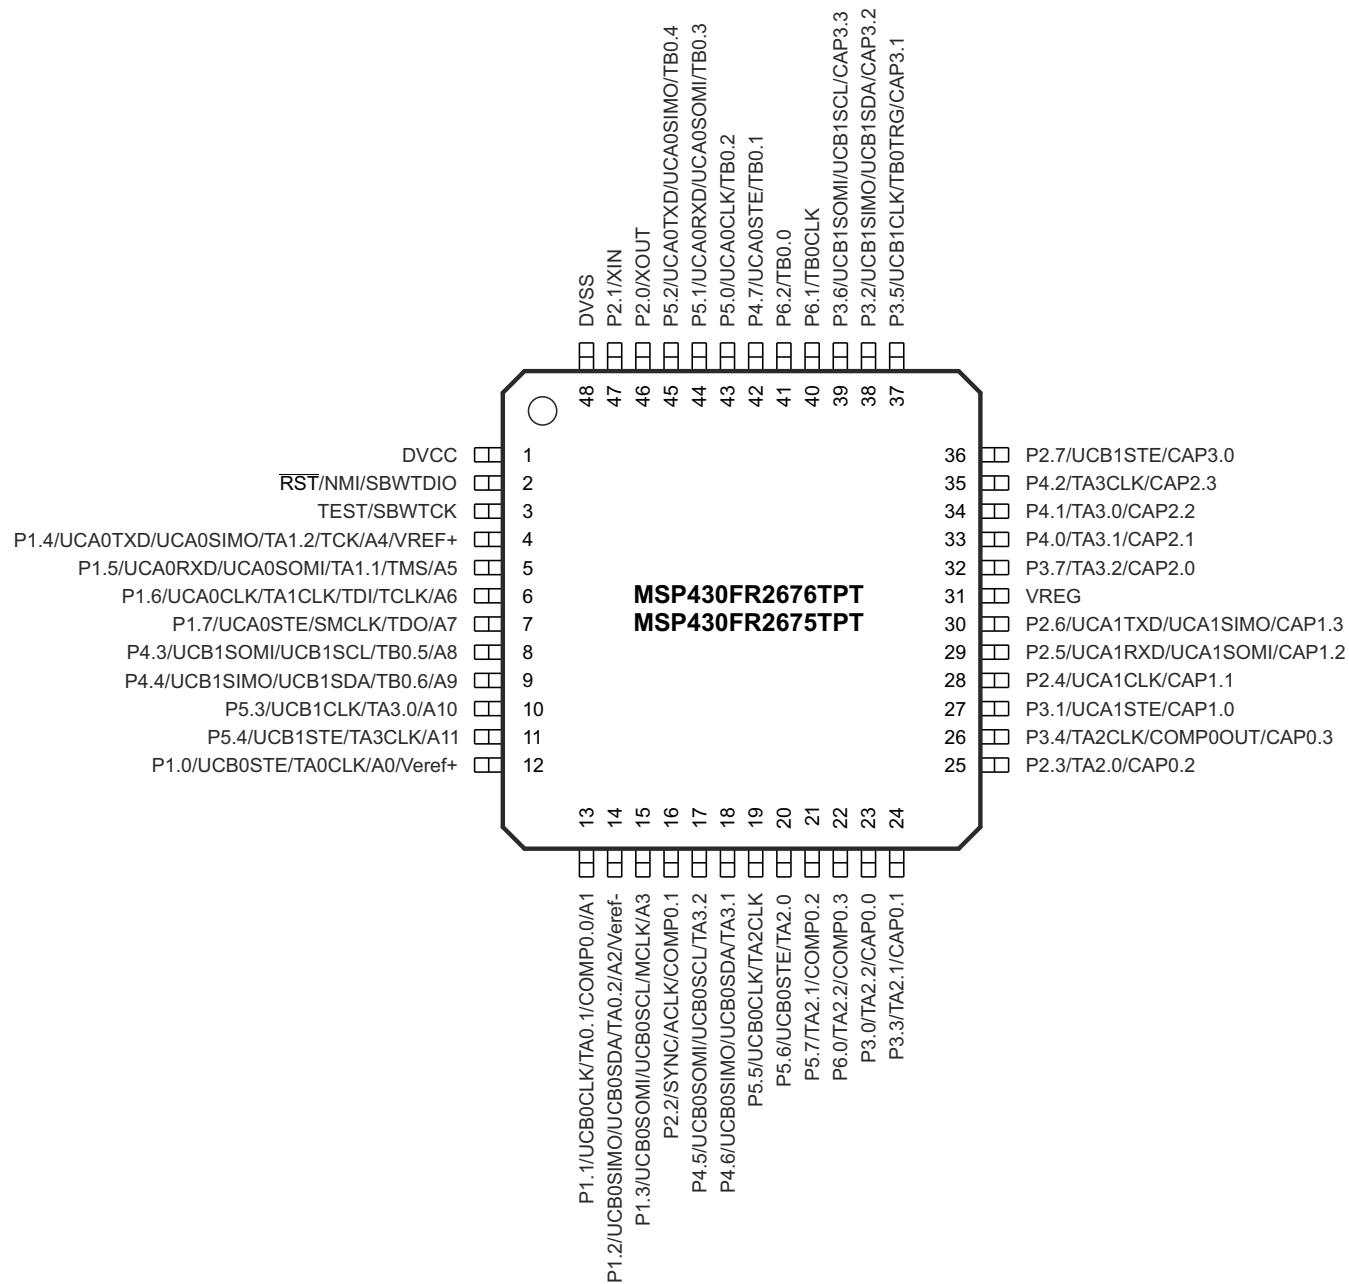 DVSS
P2.1/XIN
P2.0/XOUT
P5.2/UCA0TXD/UCA0SIMO/TB0.4
P5.1/UCA0RXD/UCA0SOMI/TB0.3
P5.0/UCA0CLK/TB0.2
P4.7/UCA0STE/TB0.1
P6.2/TB0.0
P6.1/TB0CLK
P3.6/UCB1SOMI/UCB1SCL/CAP3.3
P3.2/UCB1SIMO/UCB1SDA/CAP3.2
P3.5/UCB1CLK/TB0TRG/CAP3.1
48 47 46 45 44 43 42 41 40 39 38 37
DVCC 1
RST/NMI/SBWTDIO 2
TEST/SBWTCK 3
P1.4/UCA0TXD/UCA0SIMO/TA1.2/TCK/A4/VREF+ 4
P1.5/UCA0RXD/UCA0SOMI/TA1.1/TMS/A5 5
P1.6/UCA0CLK/TA1CLK/TDI/TCLK/A6 6
P1.7/UCA0STE/SMCLK/TDO/A7 7
P4.3/UCB1SOMI/UCB1SCL/TB0.5/A8 8
P4.4/UCB1SIMO/UCB1SDA/TB0.6/A9 9
P5.3/UCB1CLK/TA3.0/A10 10
P5.4/UCB1STE/TA3CLK/A11 11
P1.0/UCB0STE/TA0CLK/A0/Veref+ 12
MSP430FR2676TPT
MSP430FR2675TPT
36 P2.7/UCB1STE/CAP3.0
35 P4.2/TA3CLK/CAP2.3
34 P4.1/TA3.0/CAP2.2
33 P4.0/TA3.1/CAP2.1
32 P3.7/TA3.2/CAP2.0
31 VREG
30 P2.6/UCA1TXD/UCA1SIMO/CAP1.3
29 P2.5/UCA1RXD/UCA1SOMI/CAP1.2
28 P2.4/UCA1CLK/CAP1.1
27 P3.1/UCA1STE/CAP1.0
26 P3.4/TA2CLK/COMP0OUT/CAP0.3
25 P2.3/TA2.0/CAP0.2
13 14 15 16 17 18 19 20 21 22 23 24
P1.1/UCB0CLK/TA0.1/COMP0.0/A1
P1.2/UCB0SIMO/UCB0SDA/TA0.2/A2/Veref-
P1.3/UCB0SOMI/UCB0SCL/MCLK/A3
P2.2/SYNC/ACLK/COMP0.1
P4.5/UCB0SOMI/UCB0SCL/TA3.2
P4.6/UCB0SIMO/UCB0SDA/TA3.1
P5.5/UCB0CLK/TA2CLK
P5.6/UCB0STE/TA2.0
P5.7/TA2.1/COMP0.2
P6.0/TA2.2/COMP0.3
P3.0/TA2.2/CAP0.0
P3.3/TA2.1/CAP0.1